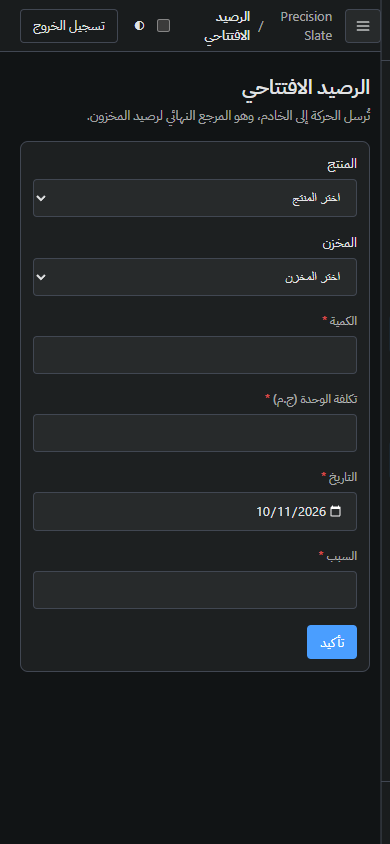 Precision
Slate
/
الرصيد
الافتتاحي
تسجيل الخروج
الرصيد الافتتاحي
تُرسل الحركة إلى الخادم، وهو المرجع النهائي لرصيد المخزون.
المنتج
اختر المنتج
المخزن
اختر المخزن
الكمية *
تكلفة الوحدة (ج.م) *
التاريخ *
10/11/2026
السبب *
تأكيد